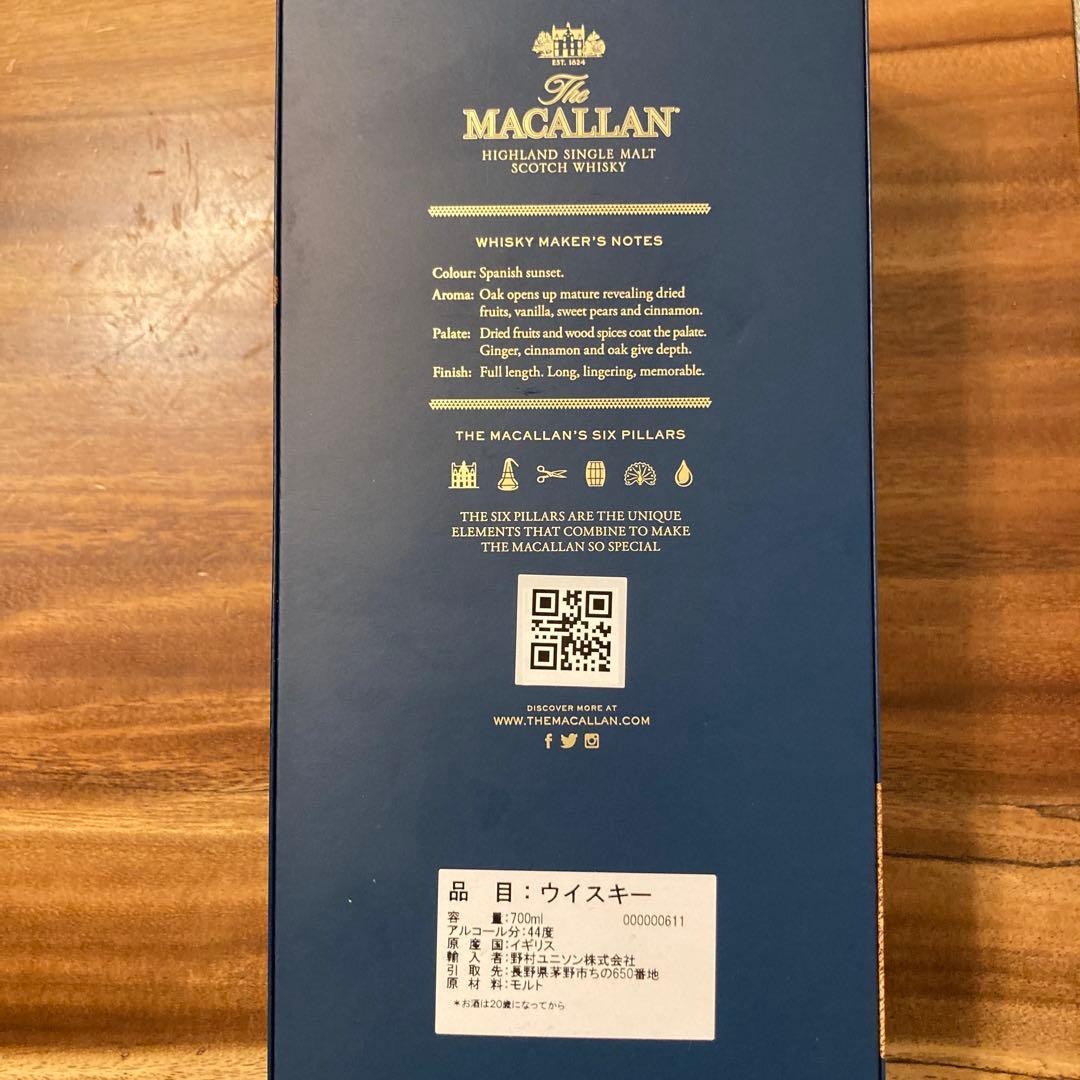 EST. 1824
The
MACALLAN
HIGHLAND SINGLE MALT
SCOTCH WHISKY
WHISKY MAKER'S NOTES
Colour: Spanish sunset.
Aroma: Oak opens up mature revealing dried
fruits, vanilla, sweet pears and cinnamon.
Palate: Dried fruits and wood spices coat the palate.
Ginger, cinnamon and oak give depth.
Finish: Full length. Long, lingering, memorable.
THE MACALLAN'S SIX PILLARS
THE SIX PILLARS ARE THE UNIQUE
ELEMENTS THAT COMBINE TO MAKE
THE MACALLAN SO SPECIAL
DISCOVER MORE AT
WWW.THEMACALLAN.COM
品 目:ウイスキー
容 量:700ml 000000611
アルコール分:44度
原産国:イギリス
輸入者:野村ユニソン株式会社
引取先:長野県茅野市ちの650番地
原材料:モルト
*お酒は20歳になってから